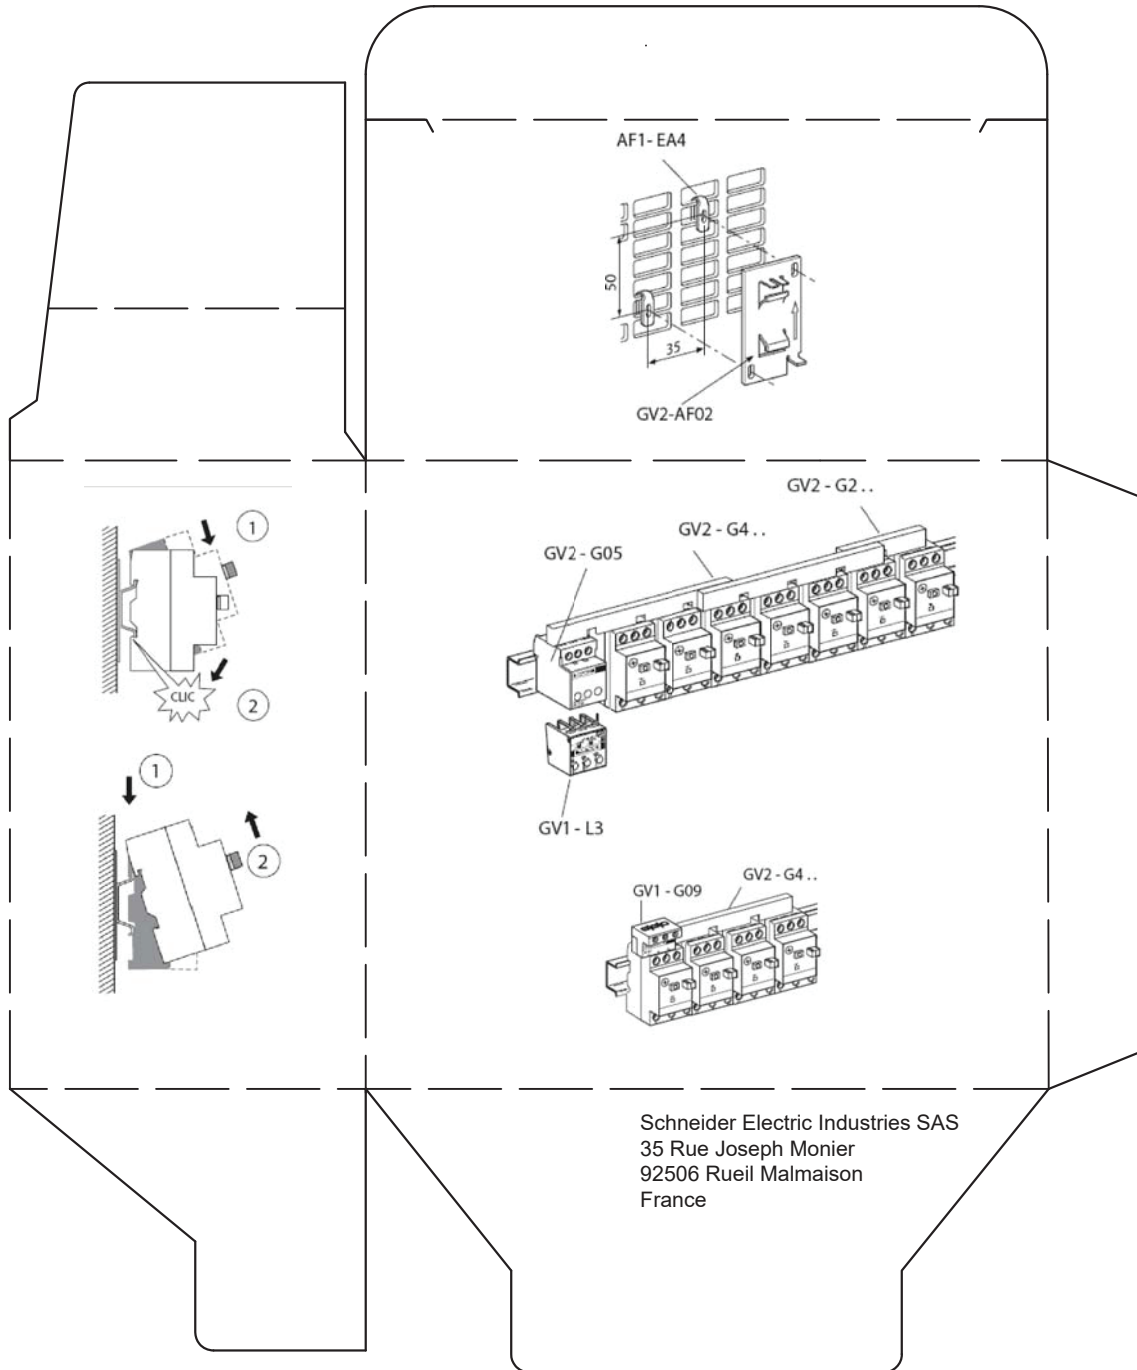 AF1- EA4
50
35
GV2-AF02
GV2 - G2 . .
GV2 - G4 . .
GV2 - G05
1
CLIC
2
GV1 - L3
1
2
GV1 - G09
GV2 - G4 . .
Schneider Electric Industries SAS
35 Rue Joseph Monier
92506 Rueil Malmaison
France